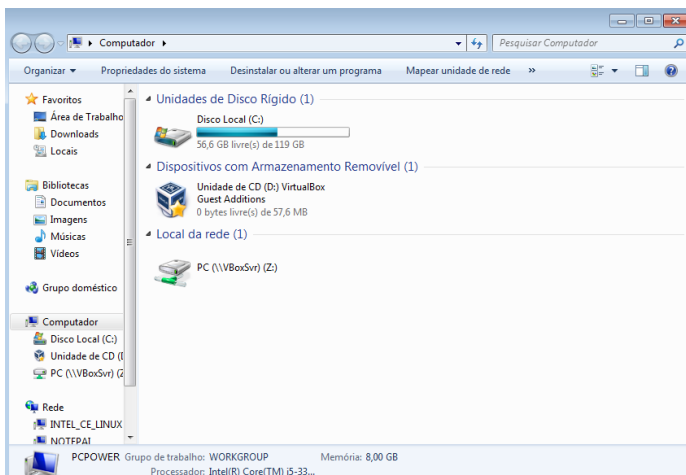 Computador
Pesquisar Computador
Organizar
Propriedades do sistema
Desinstalar ou alterar um programa
Mapear unidade de rede
»
Favoritos
Área de Trabalho
Downloads
Locais
Bibliotecas
Documentos
Imagens
Músicas
Vídeos
Grupo doméstico
Computador
Disco Local (C:)
Unidade de CD (
PC (\\VBoxSvr) (Z
Rede
INTEL_CE_LINUX
NOTEPAI
Unidades de Disco Rígido (1)
Disco Local (C:)
56,6 GB livre(s) de 119 GB
Dispositivos com Armazenamento Removível (1)
Unidade de CD (D:) VirtualBox
Guest Additions
0 bytes livre(s) de 57,6 MB
Local da rede (1)
PC (\\VBoxSvr) (Z:)
PCPOWER Grupo de trabalho: WORKGROUP Memória: 8,00 GB
Processador: Intel(R) Core(TM) i5-33...